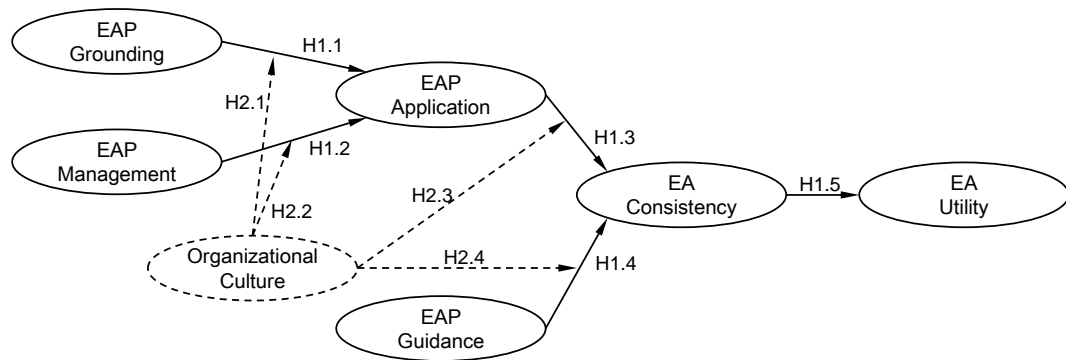 EAP
Grounding
H1.1
EAP
Application
H2.1
EAP
Management
H1.2
H1.3
EA
Consistency
H1.5
EA
Utility
H2.3
H2.2
Organizational
Culture
H2.4
H1.4
EAP
Guidance